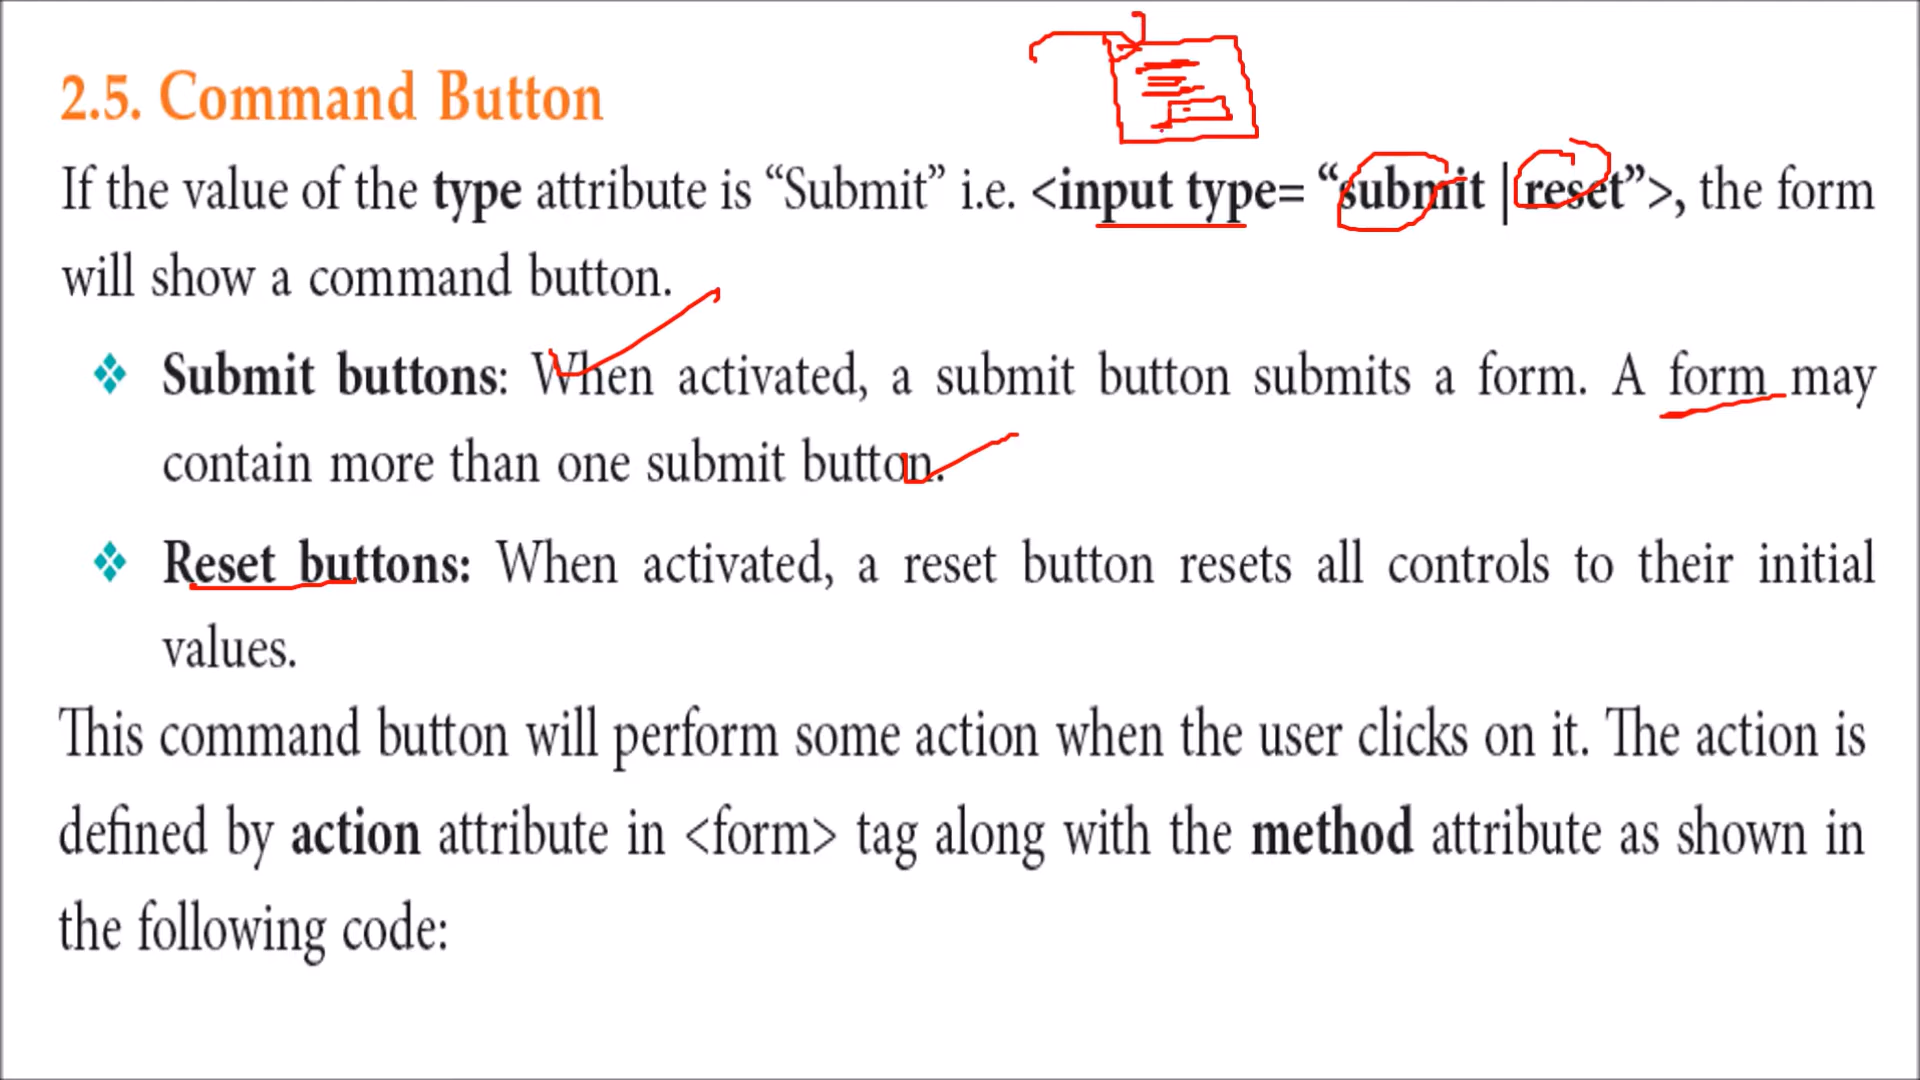 2.5. Command Button
If the value of the type attribute is “Submit” i.e. <input type= “submit | reset”>, the form
will show a command button.
❖ Submit buttons: When activated, a submit button submits a form. A form may
contain more than one submit button.
❖ Reset buttons: When activated, a reset button resets all controls to their initial
values.
This command button will perform some action when the user clicks on it. The action is
defined by action attribute in <form> tag along with the method attribute as shown in
the following code: